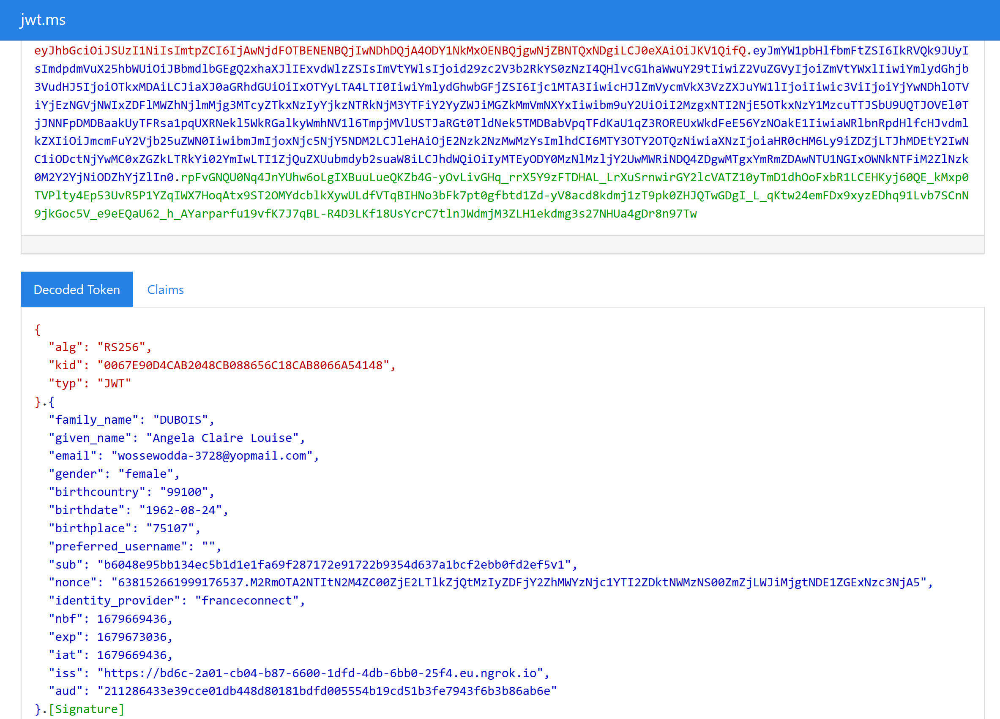 jwt.ms
eyJhbGciOiJSUzI1NiIsImtpZCI6IjAwNjdFOTBENENBQjIwNDhDQjA4ODY1NkMxOENBQjgwNjZBNTQxNDgiLCJ0eXAiOiJKV1QifQ.eyJmYW1pbHlfbmFtZSI6IkRVQk9JUyI
sImdpdmVuX25hbWUiOiJBbmdlbGEgQ2xhaXJlIExvdWlzZSIsImVtYWlsIjoid29zc2V3b2RkYS0zNzI4QHlvcG1haWwuY29tIiwiZ2VuZGVyIjoiZmVtYWxlIiwiYmlydGhjb
3VudHJ5IjoiOTkxMDAiLCJiaXJ0aGRhdGUiOiIxOTYyLTA4LTI0IiwiYmlydGhwbGFjZSI6Ijc1MTA3IiwicHJlZmVycmVkX3VzZXJuYW1lIjoiIiwic3ViIjoiYjYwNDhlOTV
iYjEzNGVjNWIxZDFlMWZhNjlmMjg3MTcyZTkxNzIyYjkzNTRkNjM3YTFiY2YyZWJiMGZkMmVmNXYxIiwibm9uY2UiOiI2MzgxNTI2NjE5OTkxNzY1MzcuTTJSbU9UQTJOVEl0T
jJNNFpDMDBaakUyTFRsa1pqUXRNekl5WkRGalkyWmhNV1l6TmpjMVlUSTJaRGt0TldNek5TMDBabVpqTFdKaU1qZ3ROREUxWkdFeE56YzNOakE1IiwiaWRlbnRpdHlfcHJvdml
kZXIiOiJmcmFuY2Vjb25uZWN0IiwibmJmIjoxNjc5NjY5NDM2LCJleHAiOjE2Nzk2NzMwMzYsImlhdCI6MTY3OTY2OTQzNiwiaXNzIjoiaHR0cHM6Ly9iZDZjLTJhMDEtY2IwN
C1iODctNjYwMC0xZGZkLTRkYi02YmIwLTI1ZjQuZXUubmdyb2suaW8iLCJhdWQiOiIyMTEyODY0MzNlMzljY2UwMWRiNDQ4ZDgwMTgxYmRmZDAwNTU1NGIxOWNkNTFiM2ZlNzk
0M2Y2YjNiODZhYjZlIn0.rpFvGNQU0Nq4JnYUhw6oLgIXBuuLueQKZb4G-yOvLivGHq_rrX5Y9zFTDHAL_LrXuSrnwirGY2lcVATZ10yTmD1dhOoFxbR1LCEHKyj60QE_kMxp0
TVPlty4Ep53UvR5P1YZqIWX7HoqAtx9ST2OMYdcblkXywULdfVTqBIHNo3bFk7pt0gfbtd1Zd-yV8acd8kdmj1zT9pk0ZHJQTwGDgI_L_qKtw24emFDx9xyzEDhq91Lvb7SCnN
9jkGoc5V_e9eEQaU62_h_AYarparfu19vfK7J7qBL-R4D3LKf18UsYcrC7tlnJWdmjM3ZLH1ekdmg3s27NHUa4gDr8n97Tw
Decoded Token Claims
{
  "alg": "RS256",
  "kid": "0067E90D4CAB2048CB088656C18CAB8066A54148",
  "typ": "JWT"
}.{
  "family_name": "DUBOIS",
  "given_name": "Angela Claire Louise",
  "email": "wossewodda-3728@yopmail.com",
  "gender": "female",
  "birthcountry": "99100",
  "birthdate": "1962-08-24",
  "birthplace": "75107",
  "preferred_username": "",
  "sub": "b6048e95bb134ec5b1d1e1fa69f287172e91722b9354d637a1bcf2ebb0fd2ef5v1",
  "nonce": "638152661999176537.M2RmOTA2NTItN2M4ZC00ZjE2LTlkZjQtMzIyZDFjY2ZhMWYzNjc1YTI2ZDktNWMzNS00ZmZjLWJiMjgtNDE1ZGExNzc3NjA5",
  "identity_provider": "franceconnect",
  "nbf": 1679669436,
  "exp": 1679673036,
  "iat": 1679669436,
  "iss": "https://bd6c-2a01-cb04-b87-6600-1dfd-4db-6bb0-25f4.eu.ngrok.io",
  "aud": "211286433e39cce01db448d80181bdfd005554b19cd51b3fe7943f6b3b86ab6e"
}.[Signature]